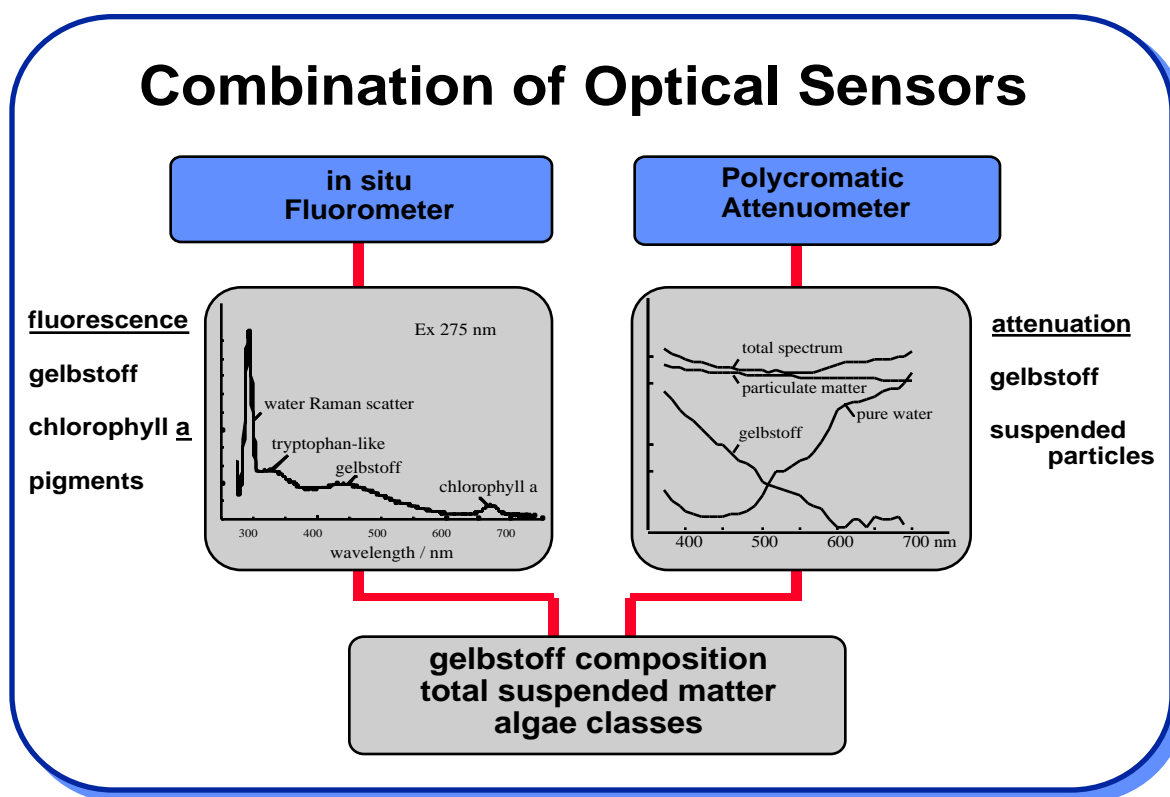 Combination of Optical Sensors
in situ
Fluorometer
Polycromatic
Attenuometer
fluorescence
gelbstoff
chlorophyll a
pigments
Ex 275 nm
water Raman scatter
tryptophan-like
gelbstoff
chlorophyll a
300 400 500 600 700
wavelength / nm
total spectrum
particulate matter
pure water
gelbstoff
400 500 600 700 nm
attenuation
gelbstoff
suspended
particles
gelbstoff composition
total suspended matter
algae classes